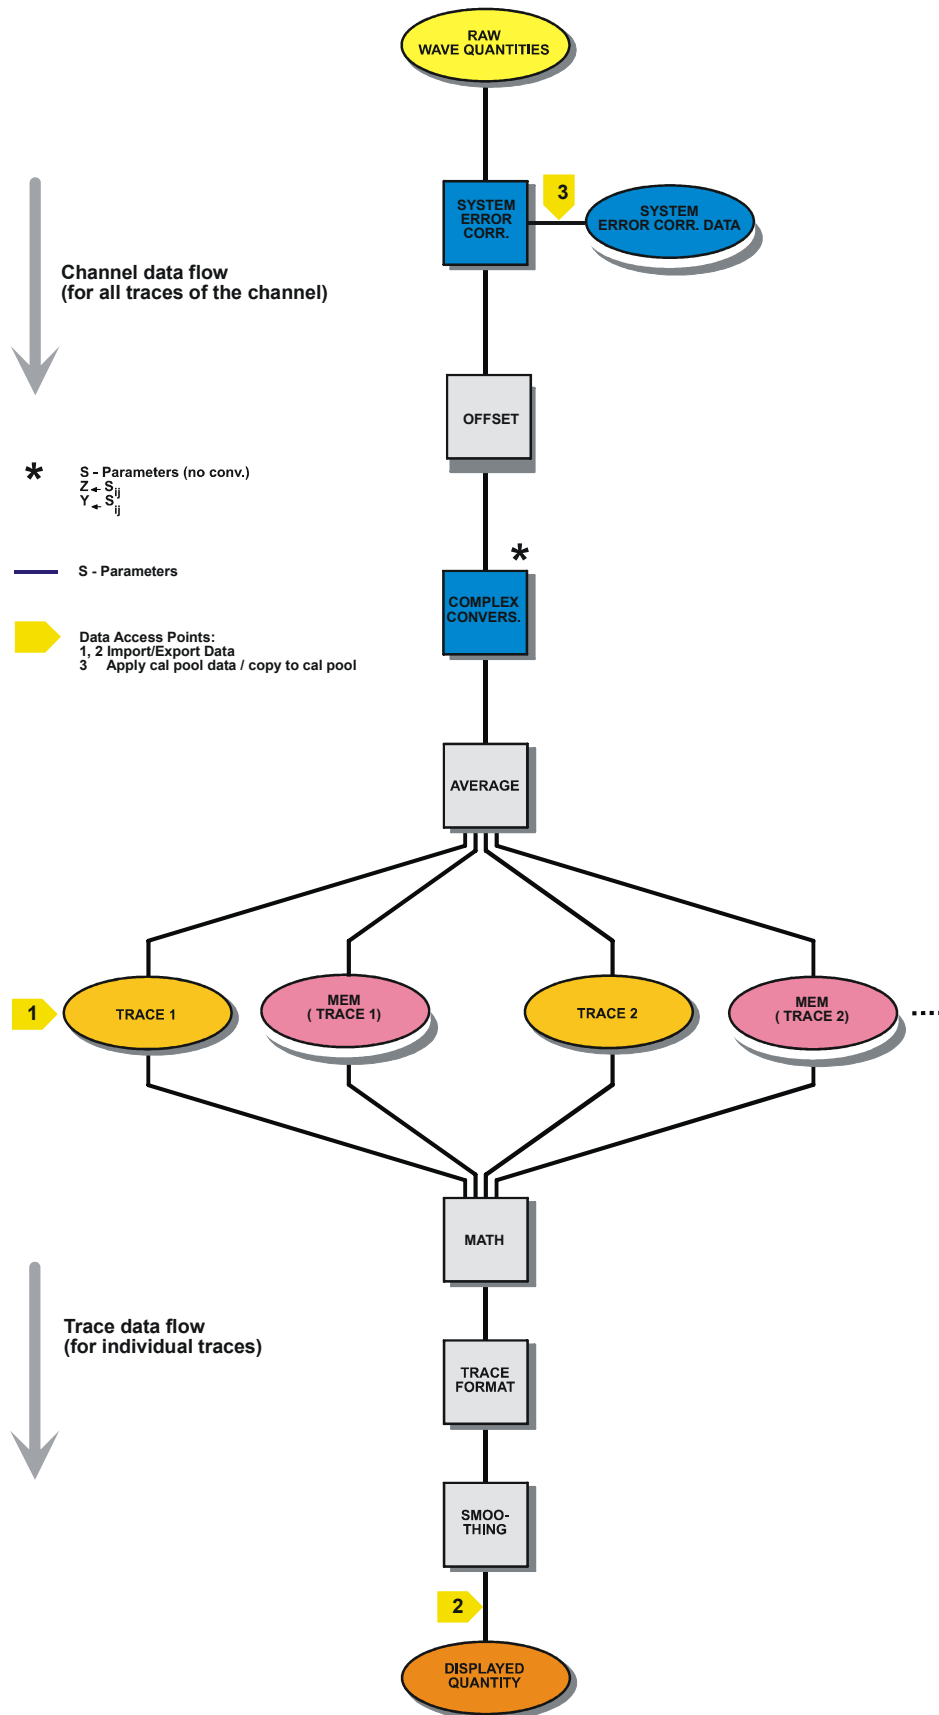 RAW
WAVE QUANTITIES
SYSTEM
ERROR
CORR.
3
SYSTEM
ERROR CORR. DATA
Channel data flow
(for all traces of the channel)
OFFSET
* S - Parameters (no conv.)
Z ← Sij
Y ← Sij
*
COMPLEX
CONVERS.
S - Parameters
Data Access Points:
1, 2 Import/Export Data
3 Apply cal pool data / copy to cal pool
AVERAGE
1
TRACE 1
MEM
( TRACE 1)
TRACE 2
MEM
( TRACE 2)
MATH
Trace data flow
(for individual traces)
TRACE
FORMAT
SMOO-
THING
2
DISPLAYED
QUANTITY